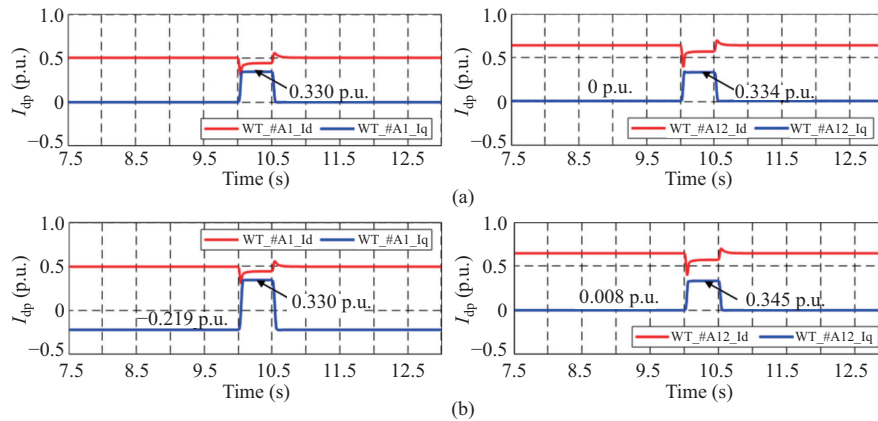 1.0
0.5
0
−0.5
I_dp (p.u.)
0.330 p.u.
WT_#A1_Id WT_#A1_Iq
7.5 8.5 9.5 10.5 11.5 12.5
Time (s)
1.0
0.5
0
−0.5
I_dp (p.u.)
0 p.u.
0.334 p.u.
WT_#A12_Id WT_#A12_Iq
7.5 8.5 9.5 10.5 11.5 12.5
Time (s)
(a)
1.0
0.5
0
−0.5
I_dp (p.u.)
WT_#A1_Id WT_#A1_Iq
0.330 p.u.
−0.219 p.u.
7.5 8.5 9.5 10.5 11.5 12.5
Time (s)
1.0
0.5
0
−0.5
I_dp (p.u.)
0.008 p.u.
0.345 p.u.
WT_#A12_Id WT_#A12_Iq
7.5 8.5 9.5 10.5 11.5 12.5
Time (s)
(b)